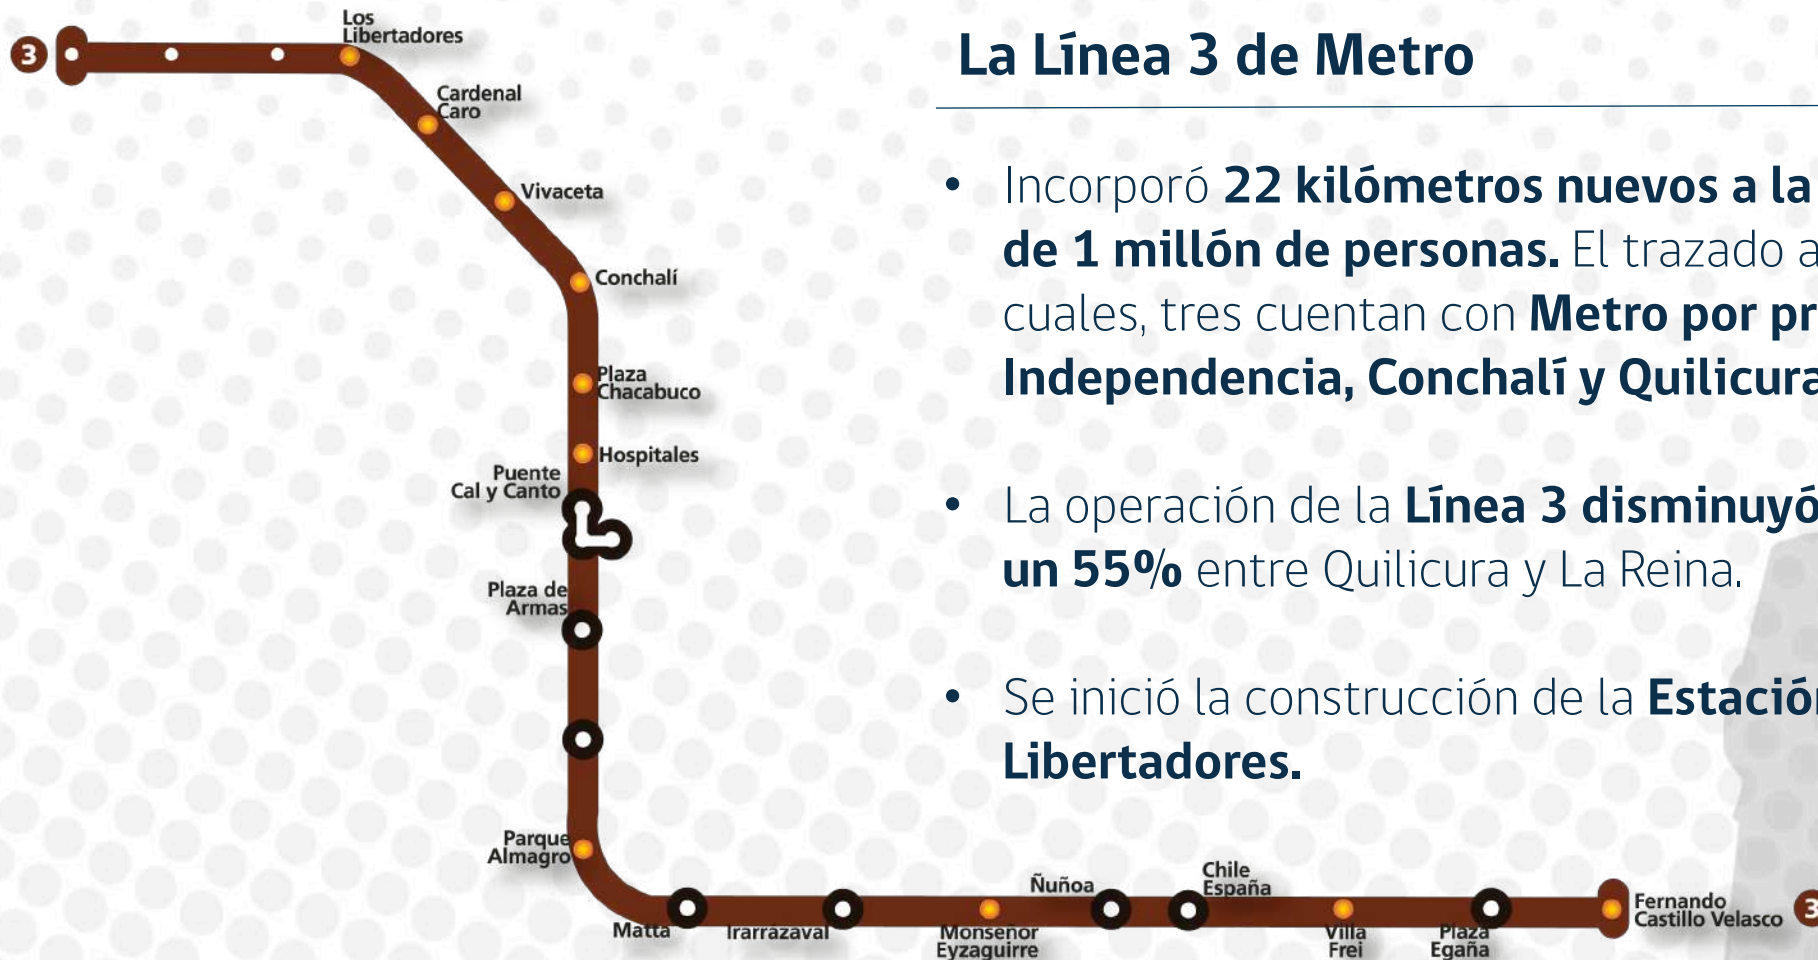 3
Los
Libertadores
Cardenal
Caro
Vivaceta
Conchalí
Plaza
Chacabuco
Hospitales
Puente
Cal y Canto
Plaza de
Armas
Parque
Almagro
Matta
Irarrazaval
Monseñor
Eyzaguirre
Ñuñoa
Chile
España
Villa
Frei
Plaza
Egaña
Fernando
Castillo Velasco
3
La Línea 3 de Metro
• Incorporó 22 kilómetros nuevos a la
de 1 millón de personas. El trazado a
cuales, tres cuentan con Metro por pr
Independencia, Conchalí y Quilicura
• La operación de la Línea 3 disminuyó
un 55% entre Quilicura y La Reina.
• Se inició la construcción de la Estación
Libertadores.